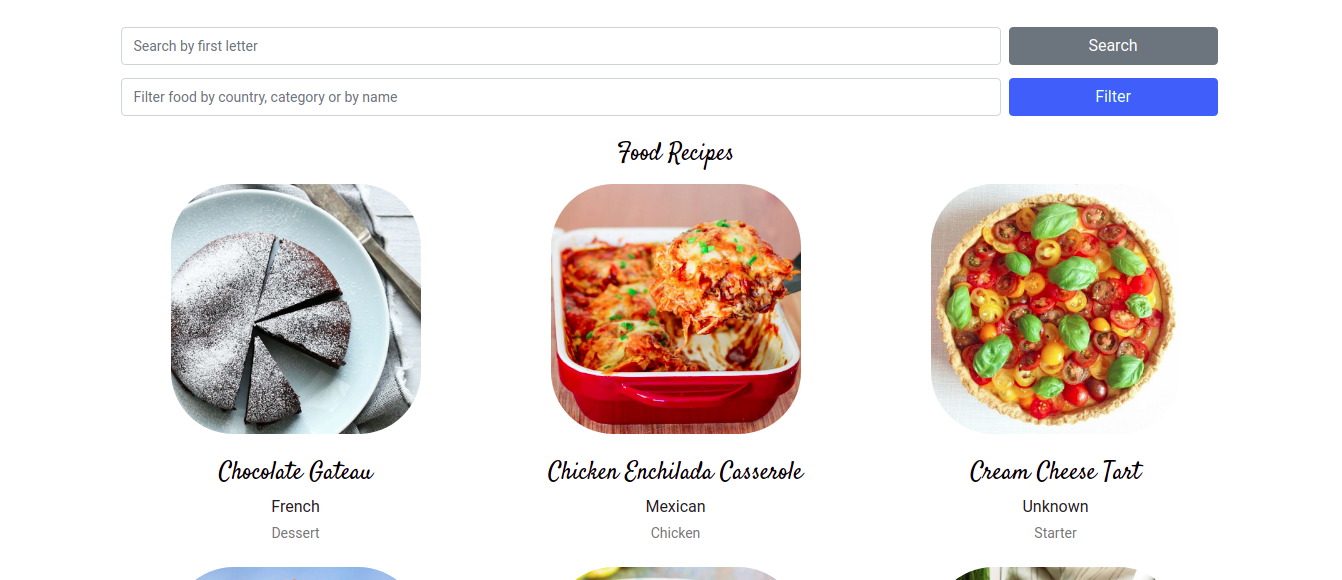 Search by first letter
Search
Filter food by country, category or by name
Filter
Food Recipes
Chocolate Gateau
Chicken Enchilada Casserole
Cream Cheese Tart
French
Mexican
Unknown
Dessert
Chicken
Starter